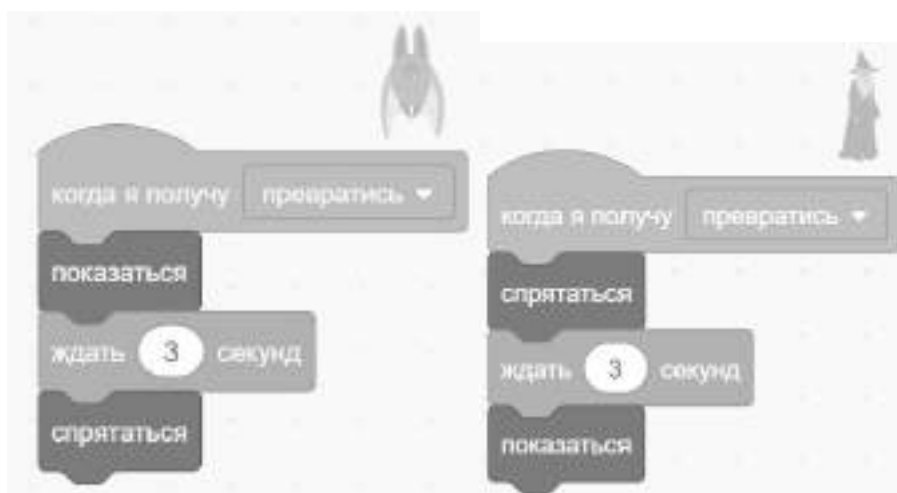 когда я получу превратись
показаться
ждать 3 секунд
спрятаться
когда я получу превратись
спрятаться
ждать 3 секунд
показаться